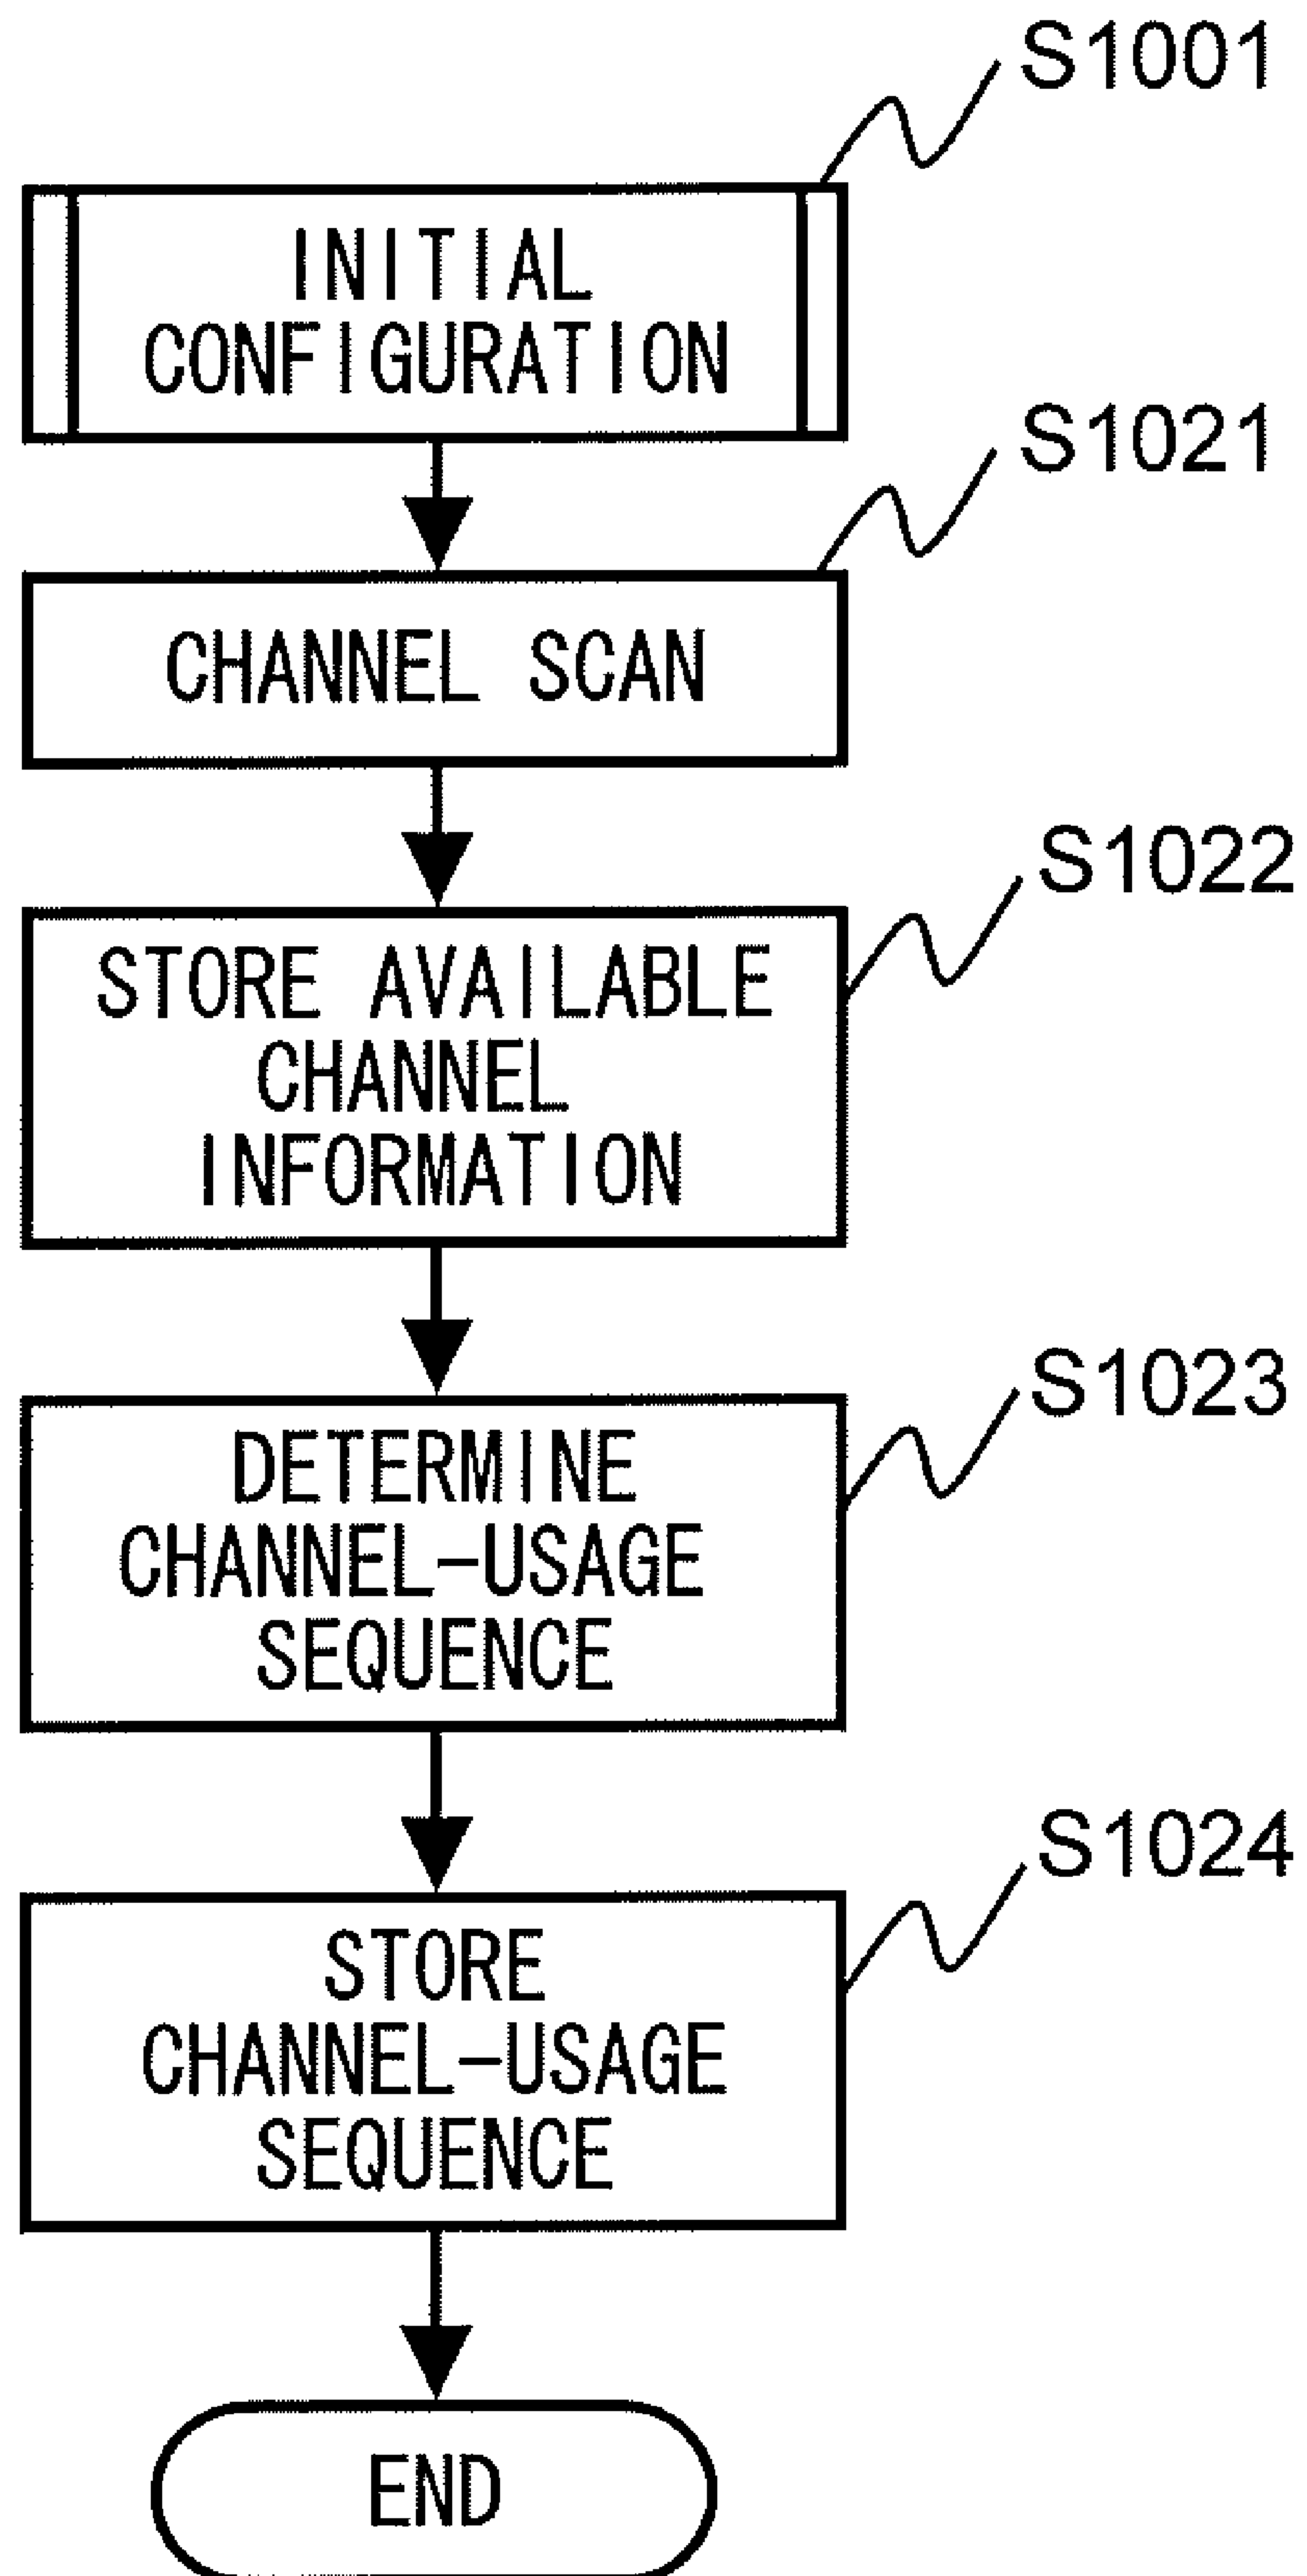 S1001
INITIAL
CONFIGURATION
S1021
CHANNEL SCAN
S1022
STORE AVAILABLE
CHANNEL
INFORMATION
S1023
DETERMINE
CHANNEL-USAGE
SEQUENCE
S1024
STORE
CHANNEL-USAGE
SEQUENCE
END